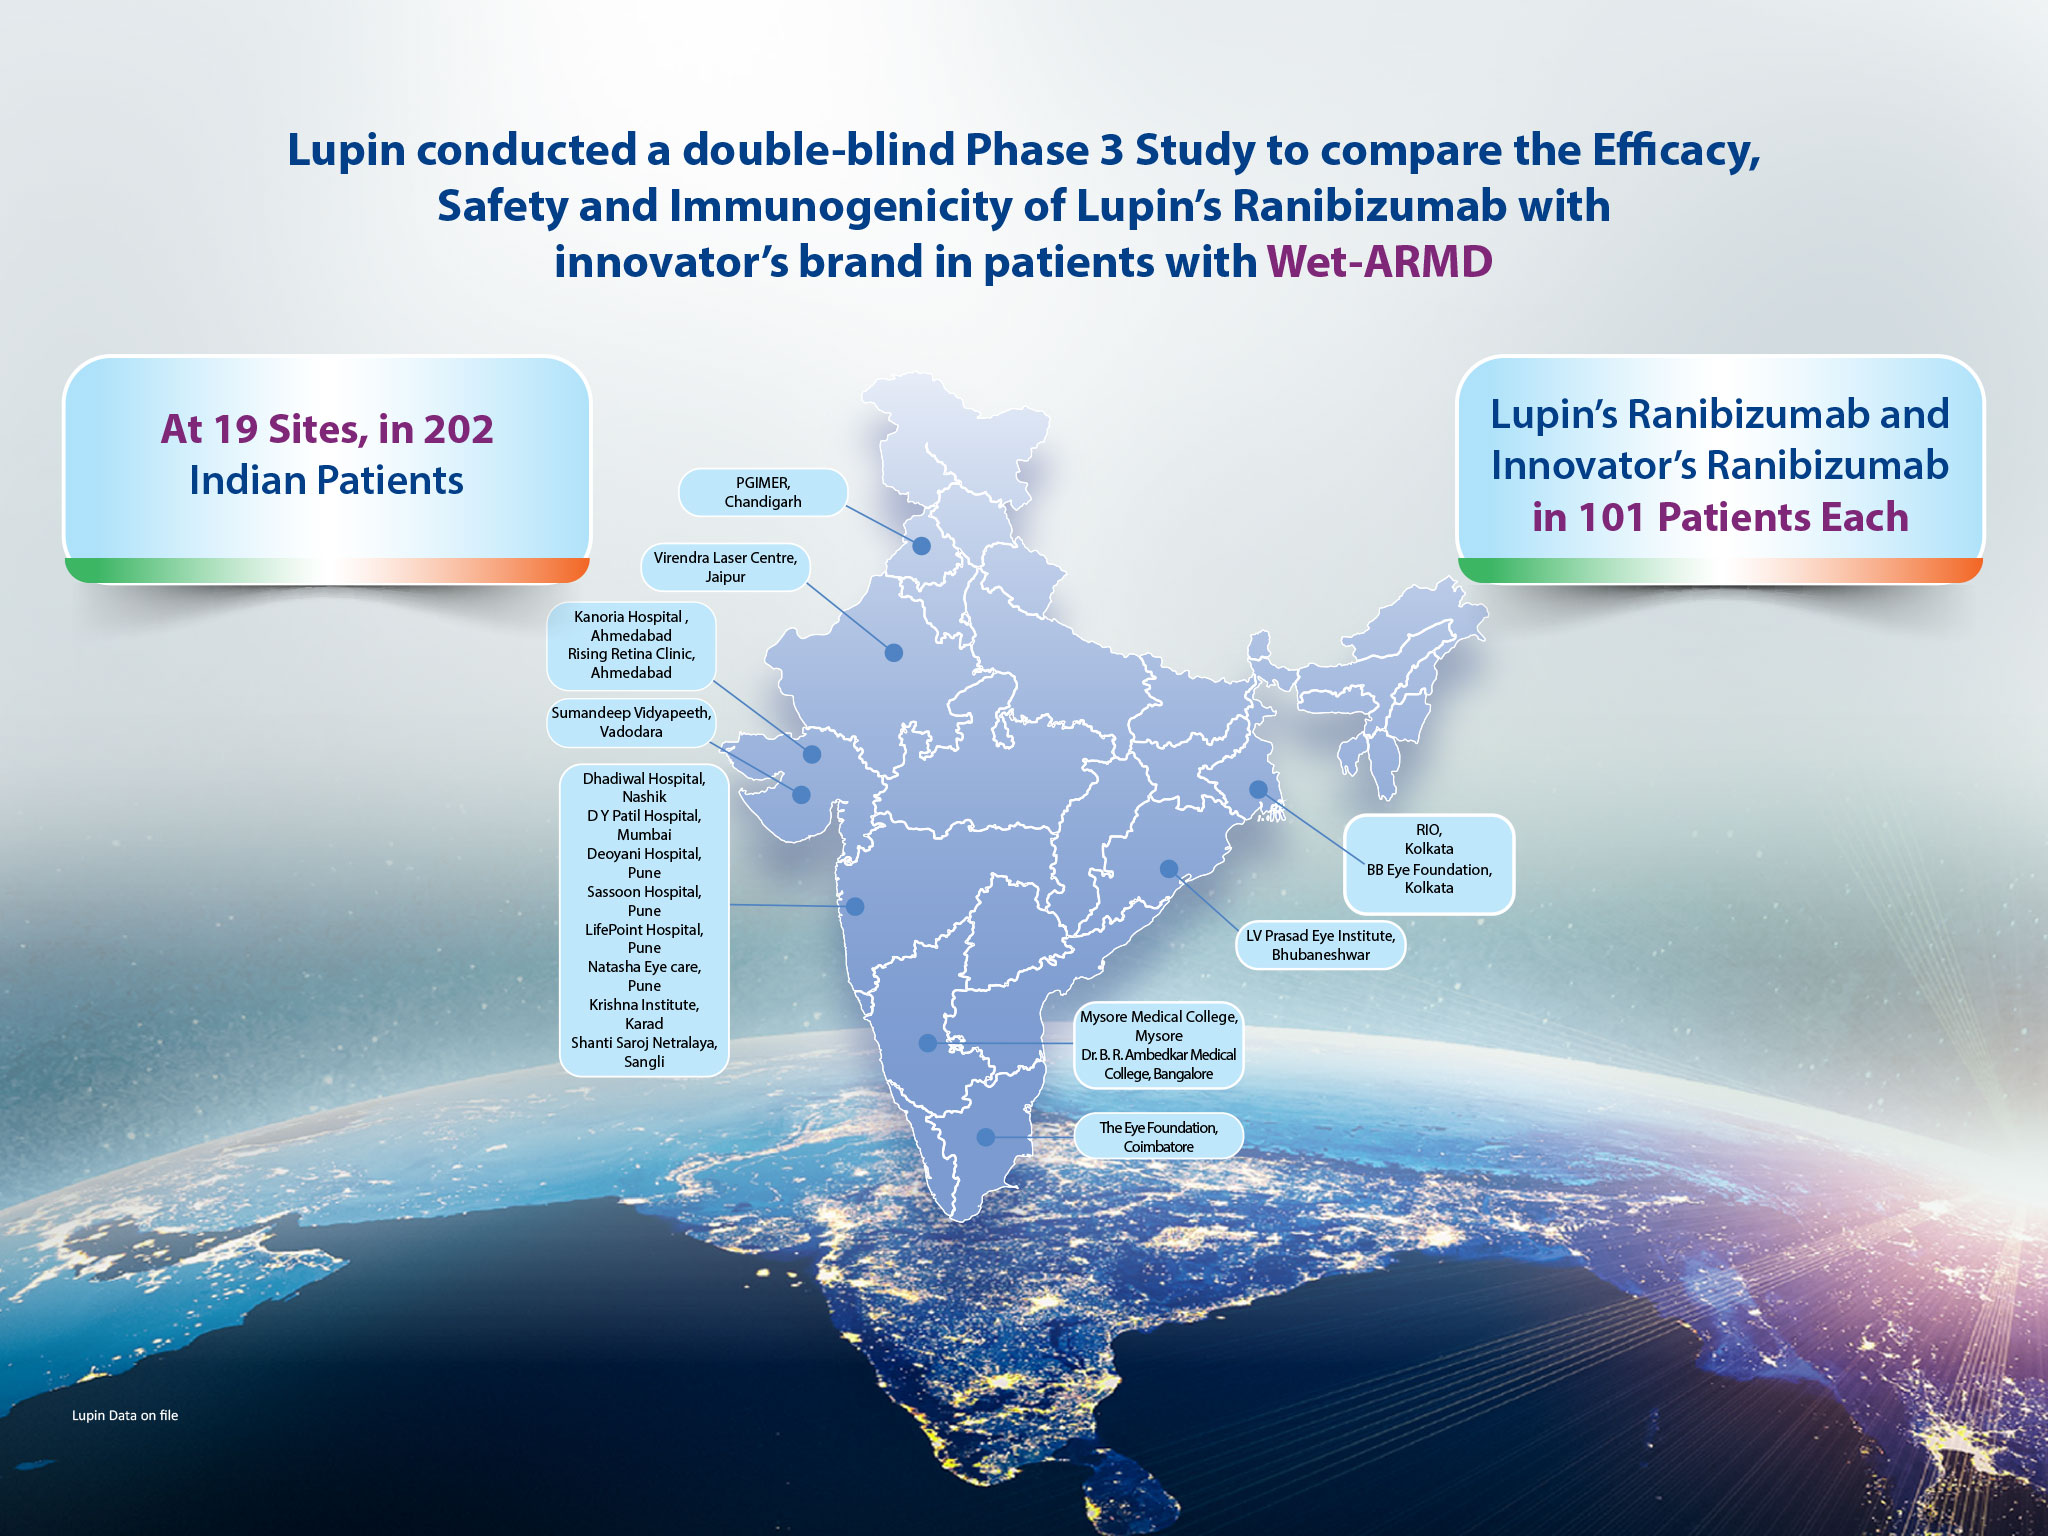 Lupin conducted a double-blind Phase 3 Study to compare the Efficacy,
Safety and Immunogenicity of Lupin's Ranibizumab with
innovator's brand in patients with Wet-ARMD
At 19 Sites, in 202
Indian Patients
Lupin's Ranibizumab and
Innovator's Ranibizumab
in 101 Patients Each
PGIMER,
Chandigarh
Virendra Laser Centre,
Jaipur
Kanoria Hospital ,
Ahmedabad
Rising Retina Clinic,
Ahmedabad
Sumandeep Vidyapeeth,
Vadodara
Dhadiwal Hospital,
Nashik
D Y Patil Hospital,
Mumbai
Deoyani Hospital,
Pune
Sassoon Hospital,
Pune
LifePoint Hospital,
Pune
Natasha Eye care,
Pune
Krishna Institute,
Karad
Shanti Saroj Netralaya,
Sangli
RIO,
Kolkata
BB Eye Foundation,
Kolkata
LV Prasad Eye Institute,
Bhubaneshwar
Mysore Medical College,
Mysore
Dr. B. R. Ambedkar Medical
College, Bangalore
The Eye Foundation,
Coimbatore
Lupin Data on file